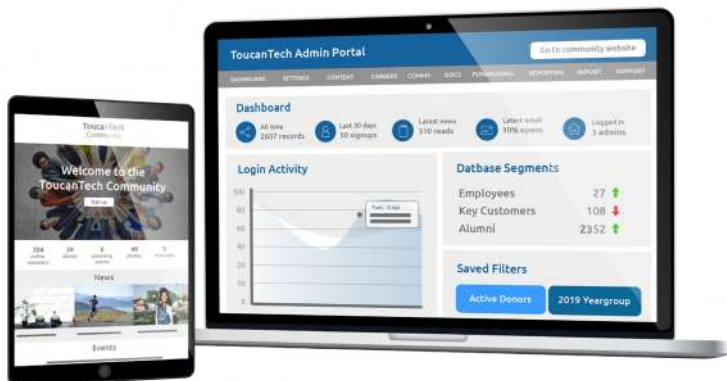 ToucanTech
Community
Welcome to the
ToucanTech Community
News
Events
ToucanTech Admin Portal
Go to community website
DASHBOARD SETTINGS CONTENT CAREERS COMMS DOCS FUNDRAISING REPORTING IMPORT SUPPORT
Dashboard
All time
2607 records
Last 30 days
50 signups
Latest news
310 reads
Latest email
30% opens
Logged in
3 admins
Login Activity
100
80
60
40
20
10
0
Datbase Segments
Employees 27
Key Customers 108
Alumni 2352
Saved Filters
Active Donors
2019 Yeargroup